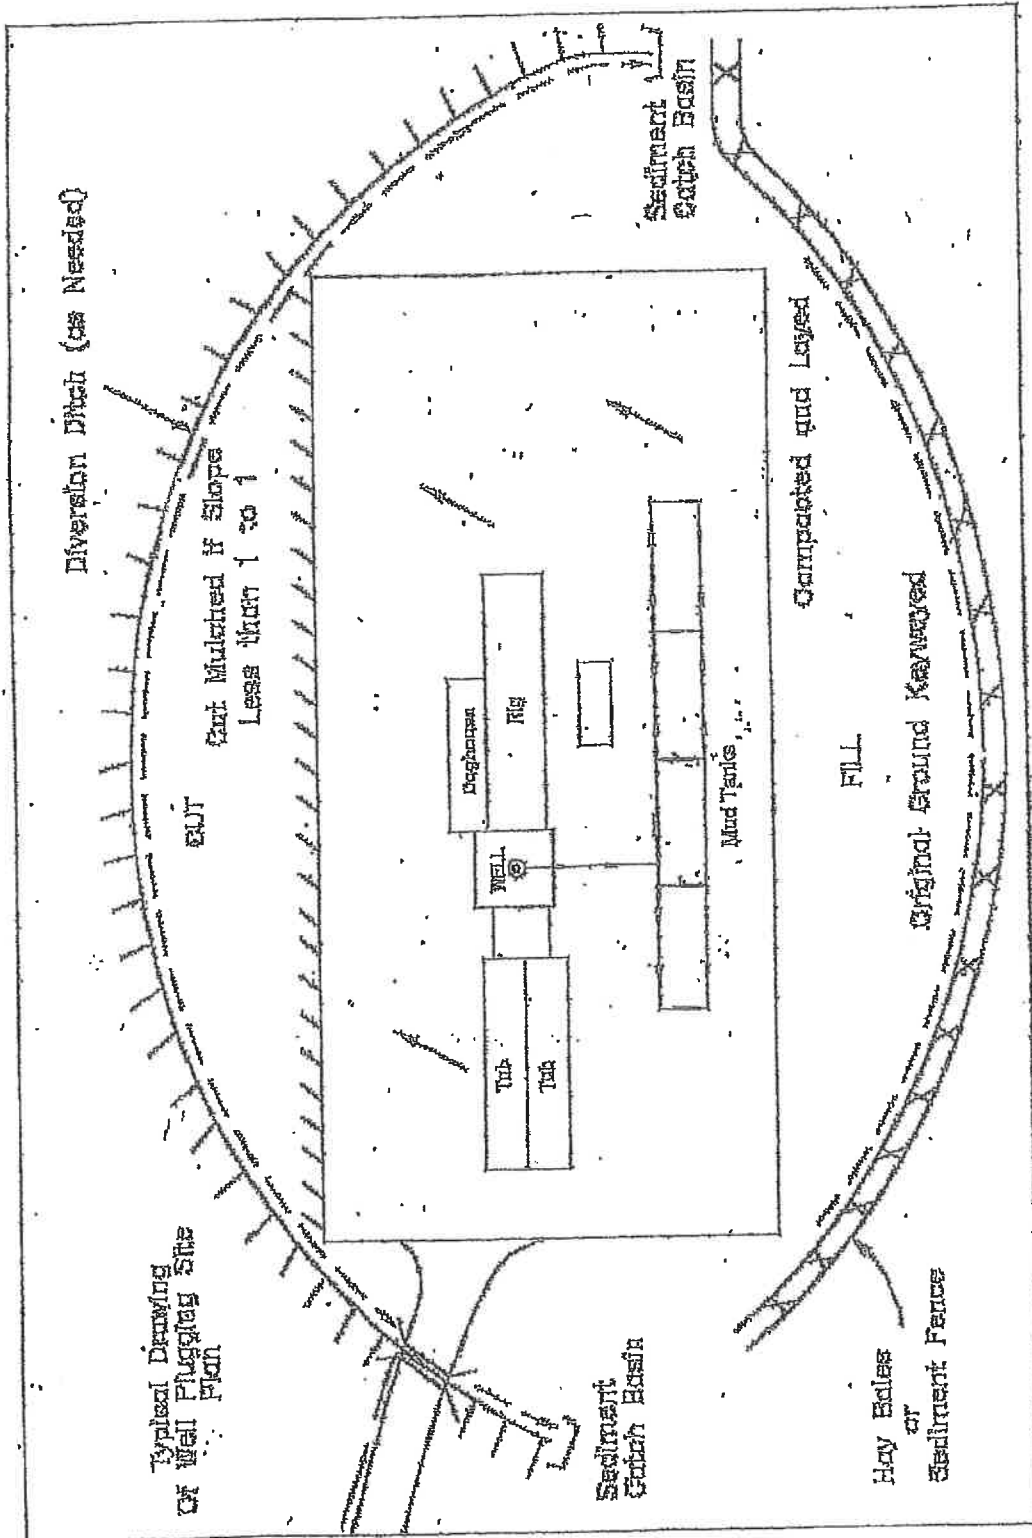 Typical Drawing
Of Well Plugging Site
Plan
Diversion Ditch (as Needed)
CUT
Cut Mulched if Slope
Less than 1 to 1
Sediment
Catch Basin
Doghouse
Rig
WELL
Tub
Tub
Mud Tanks
Sediment
Catch Basin
Compacted and Layed
FILL
Original Ground Keywayed
Hay Bales
or
Sediment Fence